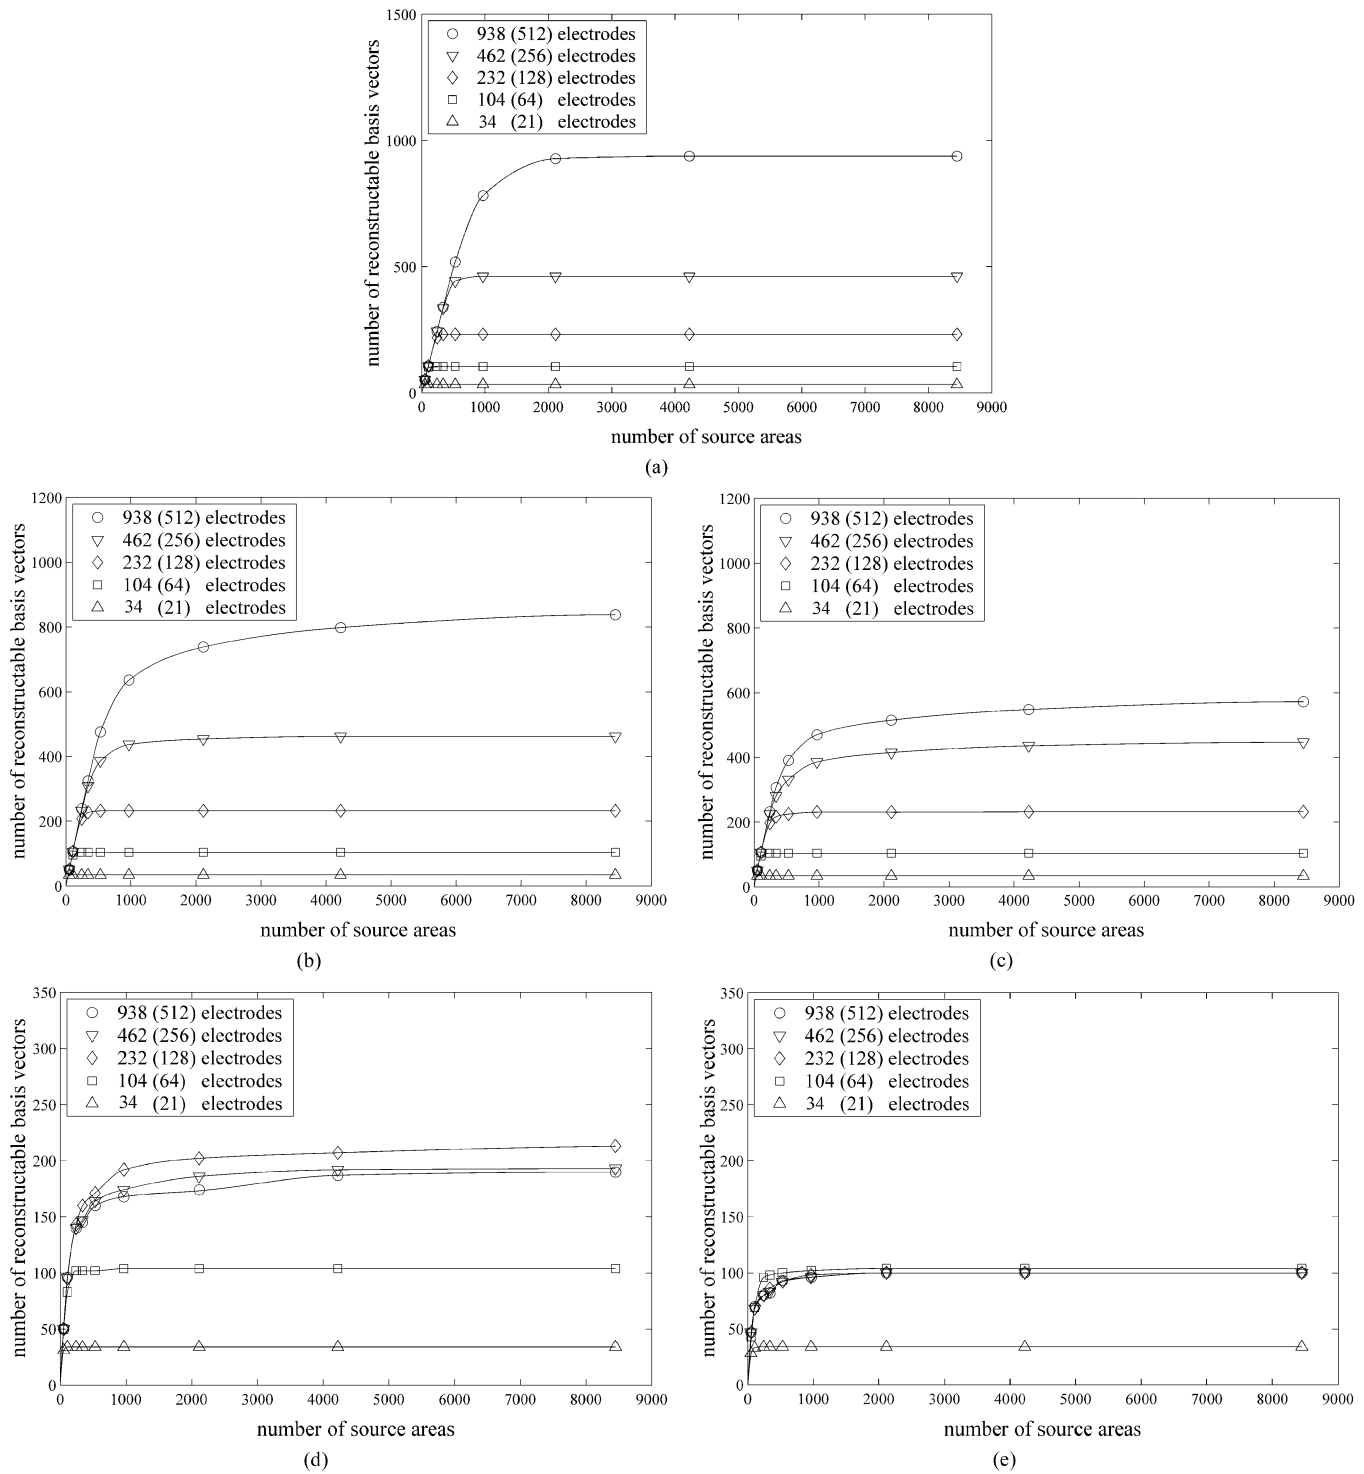 1500
1000
500
0
number of reconstructable basis vectors
938 (512) electrodes
462 (256) electrodes
232 (128) electrodes
104 (64) electrodes
34 (21) electrodes
0 1000 2000 3000 4000 5000 6000 7000 8000 9000
number of source areas
(a)
1200
1000
800
600
400
200
0
number of reconstructable basis vectors
938 (512) electrodes
462 (256) electrodes
232 (128) electrodes
104 (64) electrodes
34 (21) electrodes
0 1000 2000 3000 4000 5000 6000 7000 8000 9000
number of source areas
(b)
1200
1000
800
600
400
200
0
number of reconstructable basis vectors
938 (512) electrodes
462 (256) electrodes
232 (128) electrodes
104 (64) electrodes
34 (21) electrodes
0 1000 2000 3000 4000 5000 6000 7000 8000 9000
number of source areas
(c)
350
300
250
200
150
100
50
0
number of reconstructable basis vectors
938 (512) electrodes
462 (256) electrodes
232 (128) electrodes
104 (64) electrodes
34 (21) electrodes
0 1000 2000 3000 4000 5000 6000 7000 8000 9000
number of source areas
(d)
350
300
250
200
150
100
50
0
number of reconstructable basis vectors
938 (512) electrodes
462 (256) electrodes
232 (128) electrodes
104 (64) electrodes
34 (21) electrodes
0 1000 2000 3000 4000 5000 6000 7000 8000 9000
number of source areas
(e)